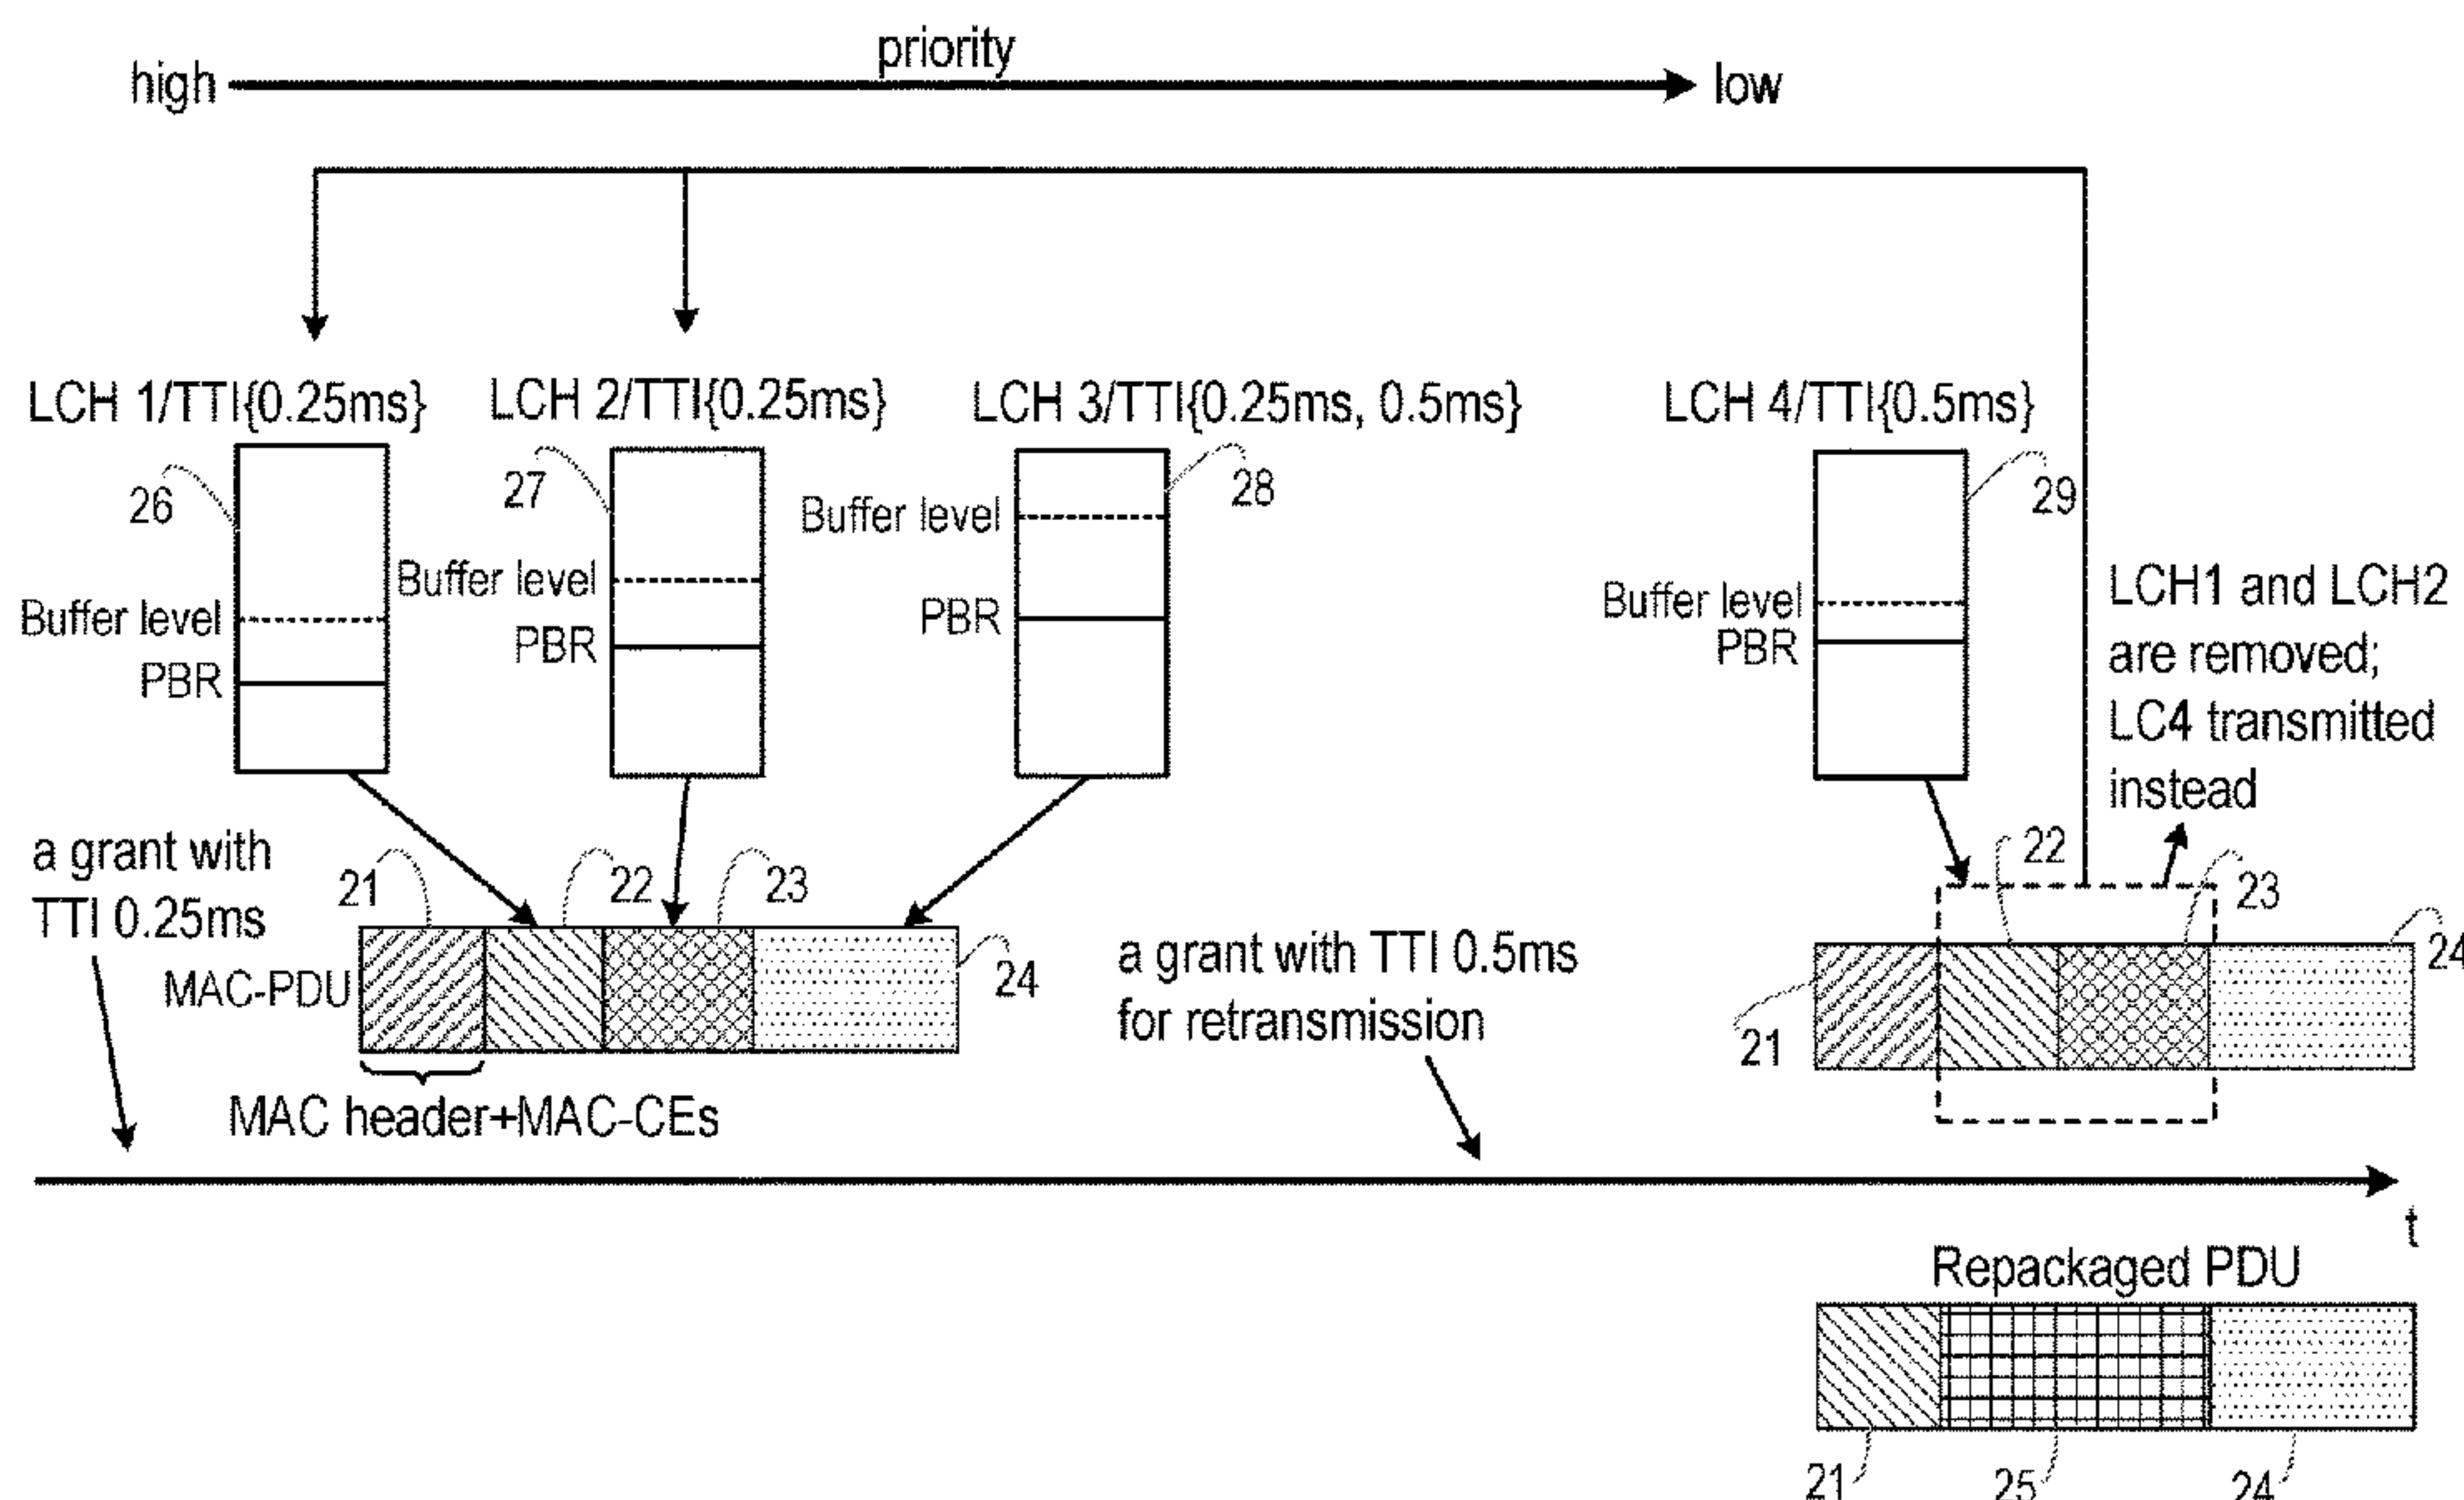 priority
high
low
LCH 1/TTI{0.25ms}
LCH 2/TTI{0.25ms}
LCH 3/TTI{0.25ms, 0.5ms}
LCH 4/TTI{0.5ms}
26
27
28
29
Buffer level
PBR
Buffer level
PBR
Buffer level
PBR
Buffer level
PBR
LCH1 and LCH2
are removed;
LC4 transmitted
instead
a grant with
TTI 0.25ms
21
22
23
24
MAC-PDU
MAC header+MAC-CEs
a grant with TTI 0.5ms
for retransmission
22
23
24
21
t
Repackaged PDU
21
25
24